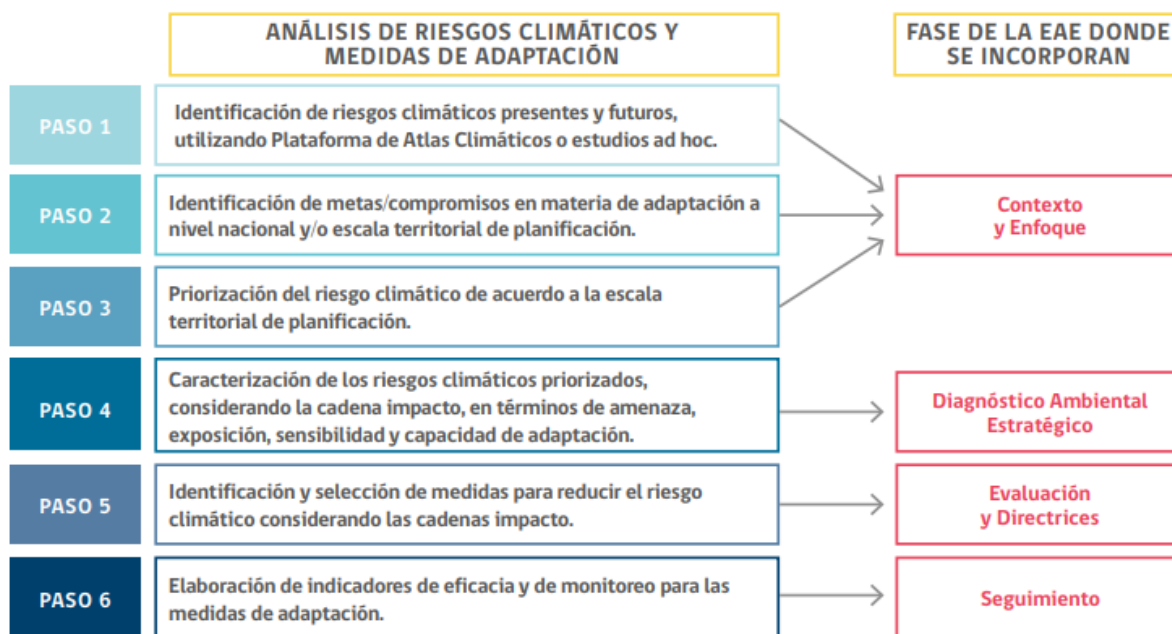 ANÁLISIS DE RIESGOS CLIMÁTICOS Y
MEDIDAS DE ADAPTACIÓN
FASE DE LA EAE DONDE
SE INCORPORAN
PASO 1
Identificación de riesgos climáticos presentes y futuros,
utilizando Plataforma de Atlas Climáticos o estudios ad hoc.
PASO 2
Identificación de metas/compromisos en materia de adaptación a
nivel nacional y/o escala territorial de planificación.
Contexto
y Enfoque
PASO 3
Priorización del riesgo climático de acuerdo a la escala
territorial de planificación.
PASO 4
Caracterización de los riesgos climáticos priorizados,
considerando la cadena impacto, en términos de amenaza,
exposición, sensibilidad y capacidad de adaptación.
Diagnóstico Ambiental
Estratégico
PASO 5
Identificación y selección de medidas para reducir el riesgo
climático considerando las cadenas impacto.
Evaluación
y Directrices
PASO 6
Elaboración de indicadores de eficacia y de monitoreo para las
medidas de adaptación.
Seguimiento